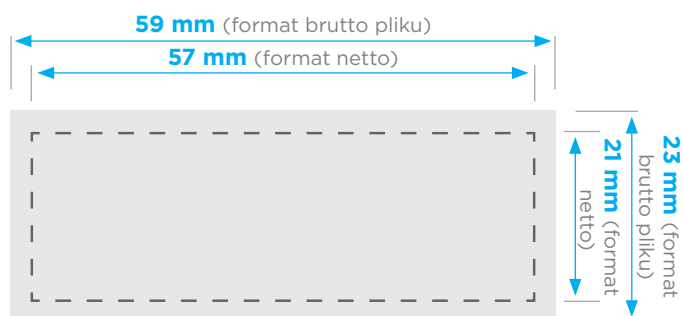 59 mm (format brutto pliku)
57 mm (format netto)
23 mm (format
brutto pliku)
21 mm (format
netto)